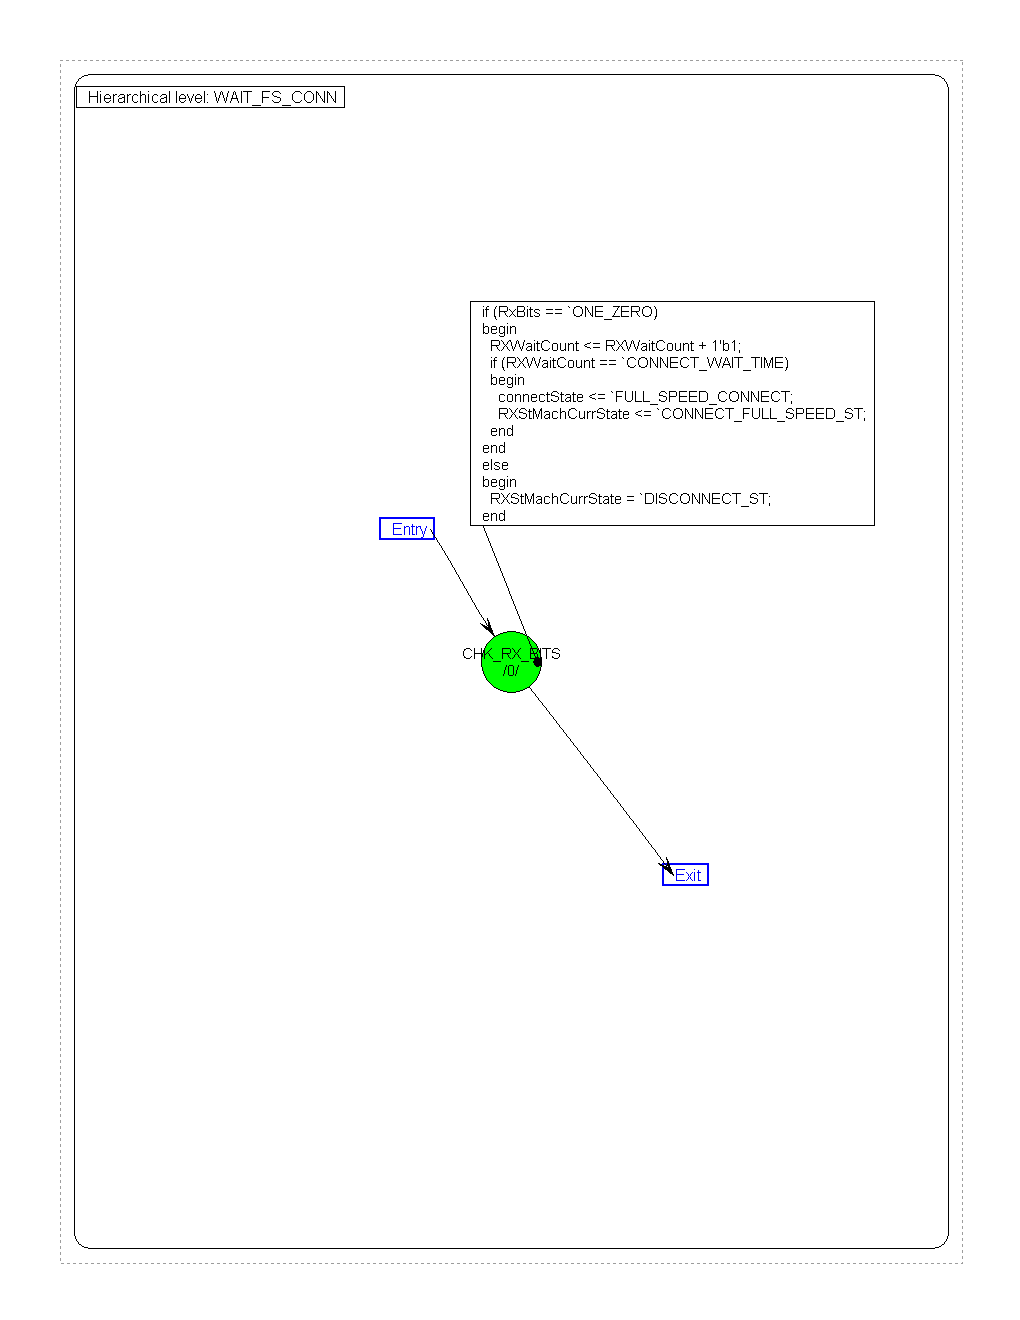 Hierarchical level: WAIT_FS_CONN
if (RxBits == `ONE_ZERO)
begin
RXWaitCount <= RXWaitCount + 1'b1;
if (RXWaitCount == `CONNECT_WAIT_TIME)
begin
connectState <= `FULL_SPEED_CONNECT;
RXStMachCurrState <= `CONNECT_FULL_SPEED_ST;
end
end
else
begin
RXStMachCurrState = `DISCONNECT_ST;
end
Entry
CHK_RX_BITS
/0/
Exit